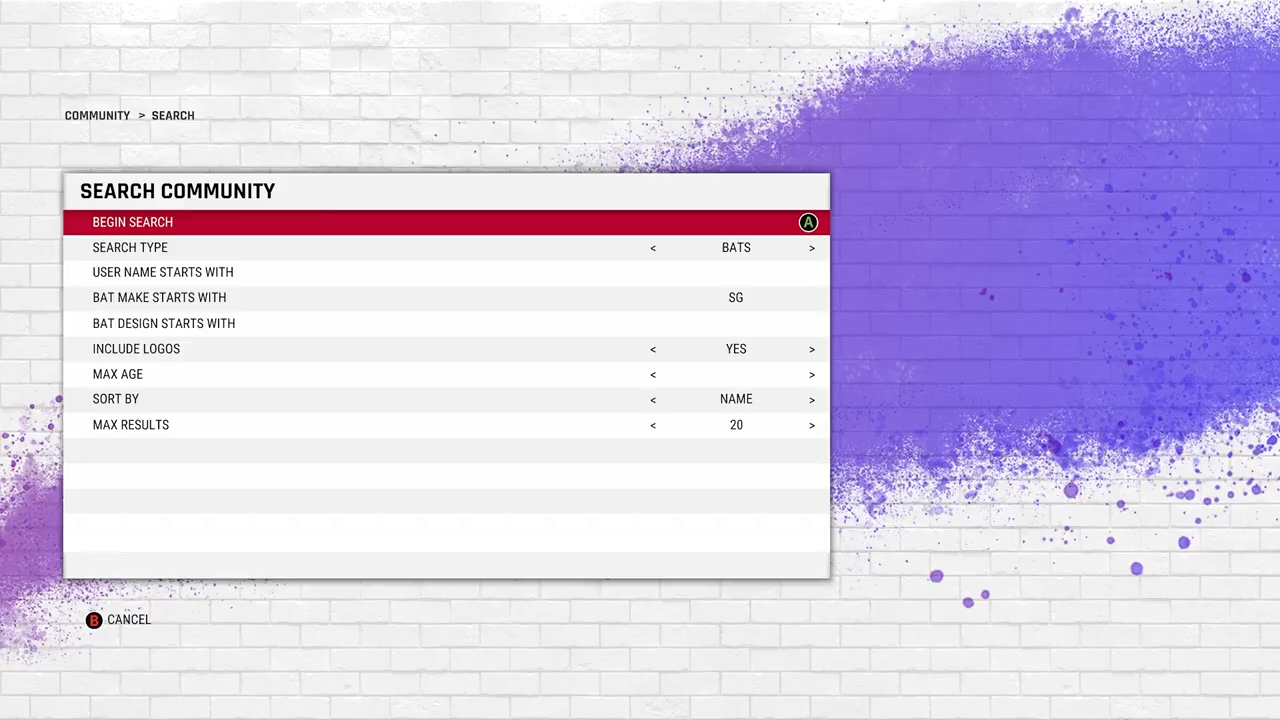 COMMUNITY > SEARCH
SEARCH COMMUNITY
BEGIN SEARCH A
SEARCH TYPE < BATS >
USER NAME STARTS WITH
BAT MAKE STARTS WITH SG
BAT DESIGN STARTS WITH
INCLUDE LOGOS < YES >
MAX AGE < >
SORT BY < NAME >
MAX RESULTS < 20 >
B CANCEL